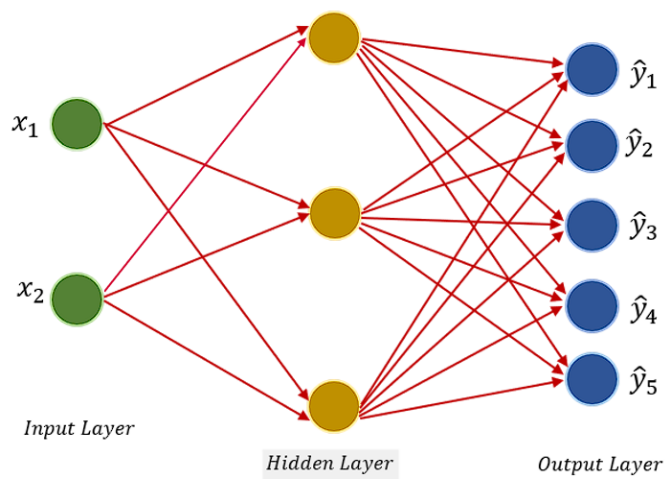 x₁
x₂
ŷ₁
ŷ₂
ŷ₃
ŷ₄
ŷ₅
Input Layer
Hidden Layer
Output Layer